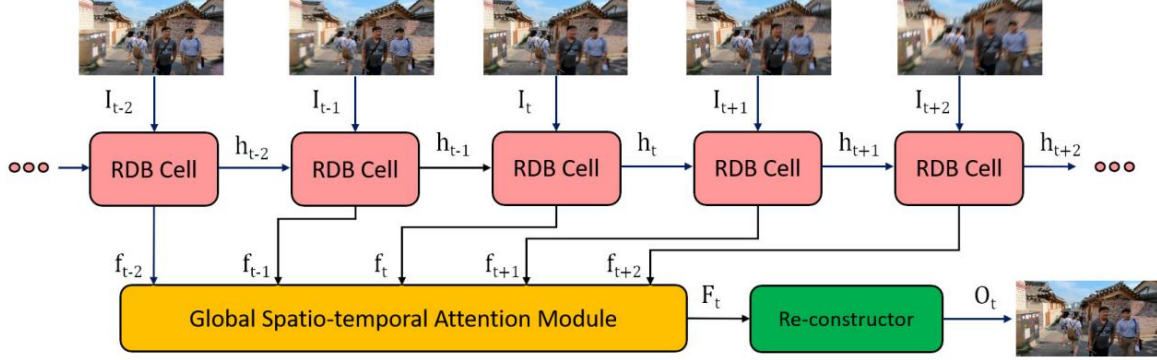 I_{t-2} I_{t-1} I_t I_{t+1} I_{t+2}
RDB Cell h_{t-2} RDB Cell h_{t-1} RDB Cell h_t RDB Cell h_{t+1} RDB Cell h_{t+2}
f_{t-2} f_{t-1} f_t f_{t+1} f_{t+2}
Global Spatio-temporal Attention Module F_t Re-constructor O_t